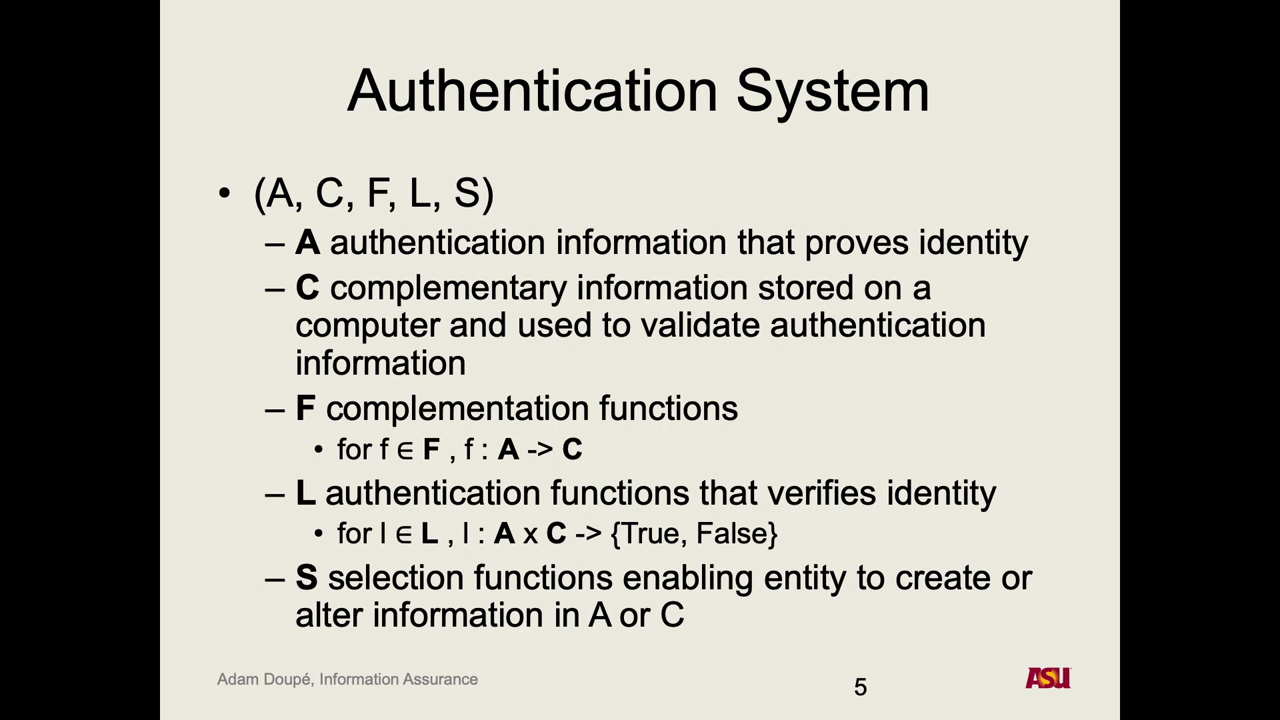 Authentication System
• (A, C, F, L, S)
– A authentication information that proves identity
– C complementary information stored on a
computer and used to validate authentication
information
– F complementation functions
• for f ∈ F , f : A -> C
– L authentication functions that verifies identity
• for l ∈ L , l : A x C -> {True, False}
– S selection functions enabling entity to create or
alter information in A or C
Adam Doupé, Information Assurance
5
ASU